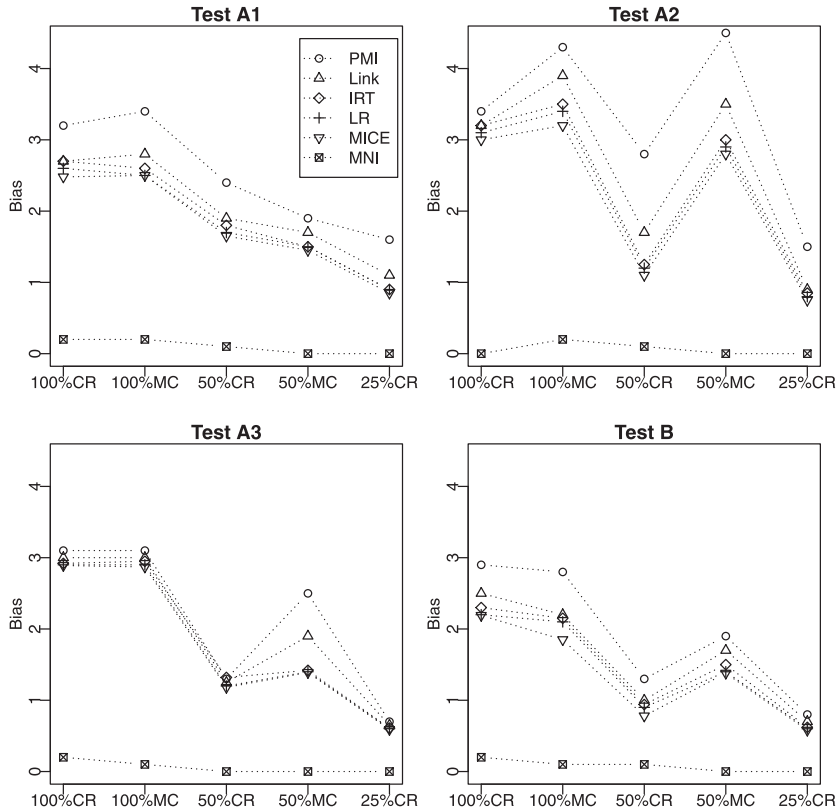 Test A1
Bias
4
3
2
1
0
PMI
Link
IRT
LR
MICE
MNI
100%CR 100%MC 50%CR 50%MC 25%CR
Test A2
Bias
4
3
2
1
0
100%CR 100%MC 50%CR 50%MC 25%CR
Test A3
Bias
4
3
2
1
0
100%CR 100%MC 50%CR 50%MC 25%CR
Test B
Bias
4
3
2
1
0
100%CR 100%MC 50%CR 50%MC 25%CR